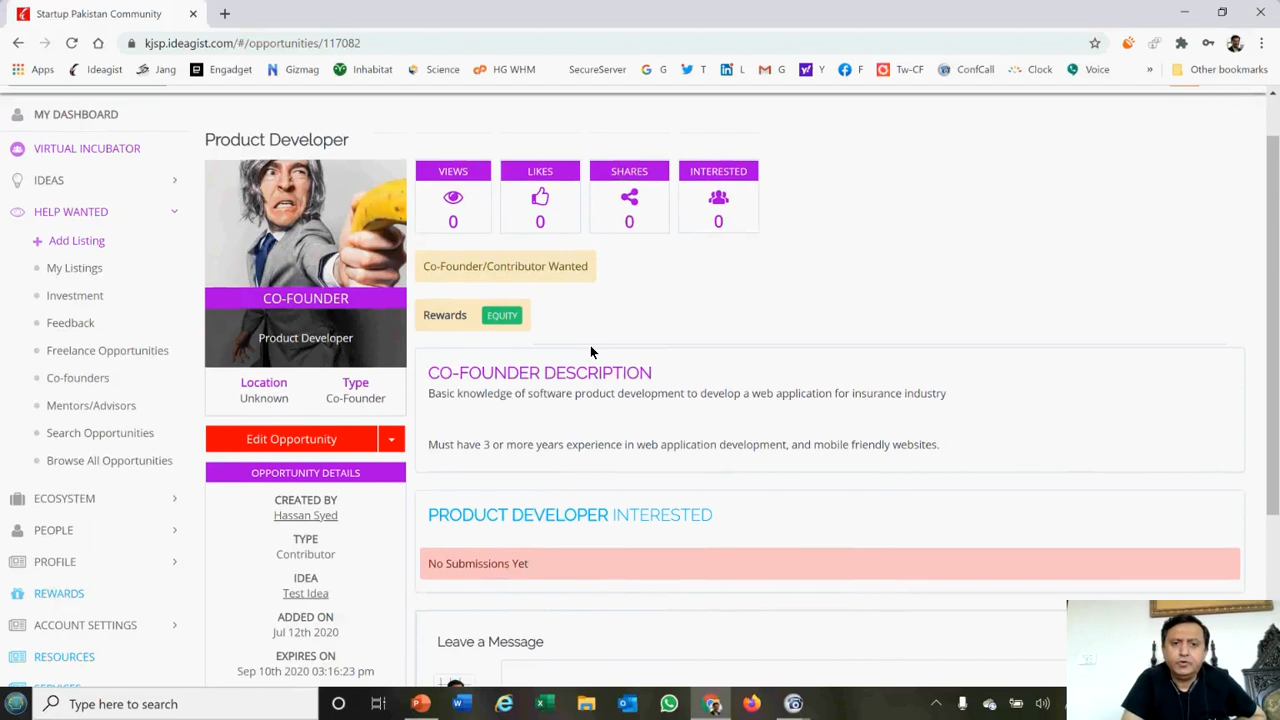 Startup Pakistan Community
kjsp.ideagist.com/#/opportunities/117082
Apps Ideagist Jang Engadget Gizmag Inhabitat Science HG WHM SecureServer G T L G Y F Tw-CF ConfCall Clock Voice » Other bookmarks
MY DASHBOARD
VIRTUAL INCUBATOR
IDEAS
HELP WANTED
Add Listing
My Listings
Investment
Feedback
Freelance Opportunities
Co-founders
Mentors/Advisors
Search Opportunities
Browse All Opportunities
ECOSYSTEM
PEOPLE
PROFILE
REWARDS
ACCOUNT SETTINGS
RESOURCES
Product Developer
CO-FOUNDER
Product Developer
Location Type
Unknown Co-Founder
Edit Opportunity
OPPORTUNITY DETAILS
CREATED BY
Hassan Syed
TYPE
Contributor
IDEA
Test Idea
ADDED ON
Jul 12th 2020
EXPIRES ON
Sep 10th 2020 03:16:23 pm
VIEWS LIKES SHARES INTERESTED
0 0 0 0
Co-Founder/Contributor Wanted
Rewards EQUITY
CO-FOUNDER DESCRIPTION
Basic knowledge of software product development to develop a web application for insurance industry
Must have 3 or more years experience in web application development, and mobile friendly websites.
PRODUCT DEVELOPER INTERESTED
No Submissions Yet
Leave a Message
Type here to search